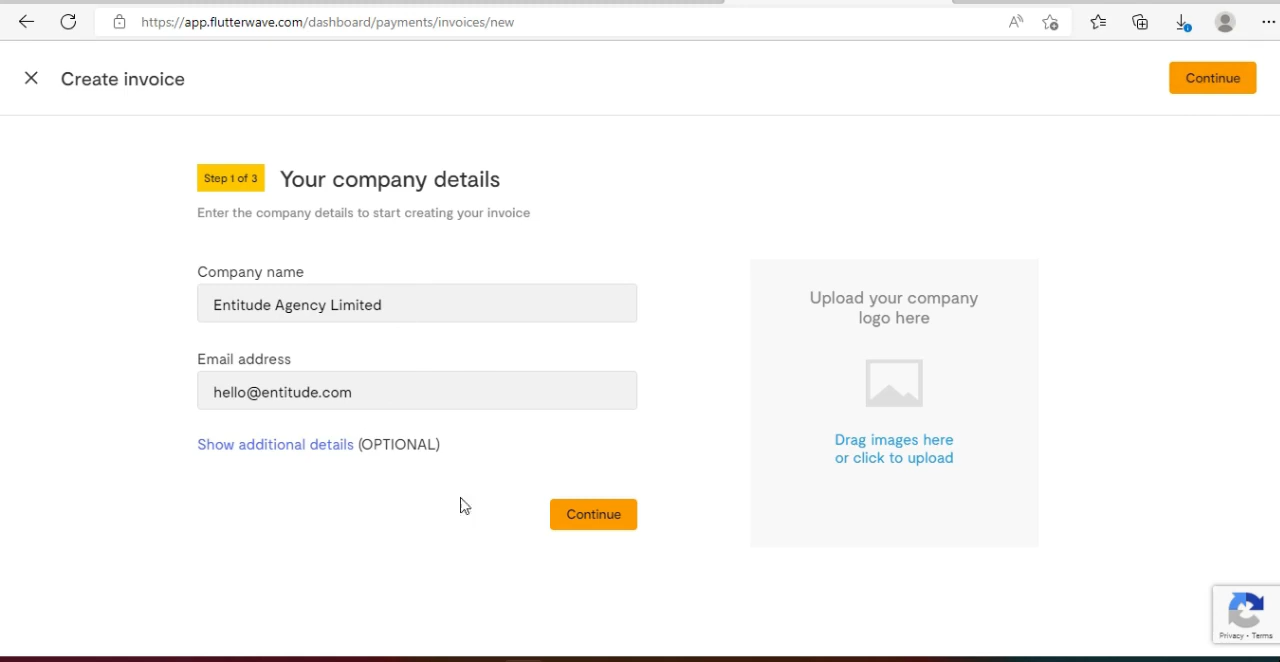 https://app.flutterwave.com/dashboard/payments/invoices/new
Create invoice
Continue
Step 1 of 3
Your company details
Enter the company details to start creating your invoice
Company name
Entitude Agency Limited
Email address
hello@entitude.com
Show additional details (OPTIONAL)
Continue
Upload your company
logo here
Drag images here
or click to upload
Privacy - Terms